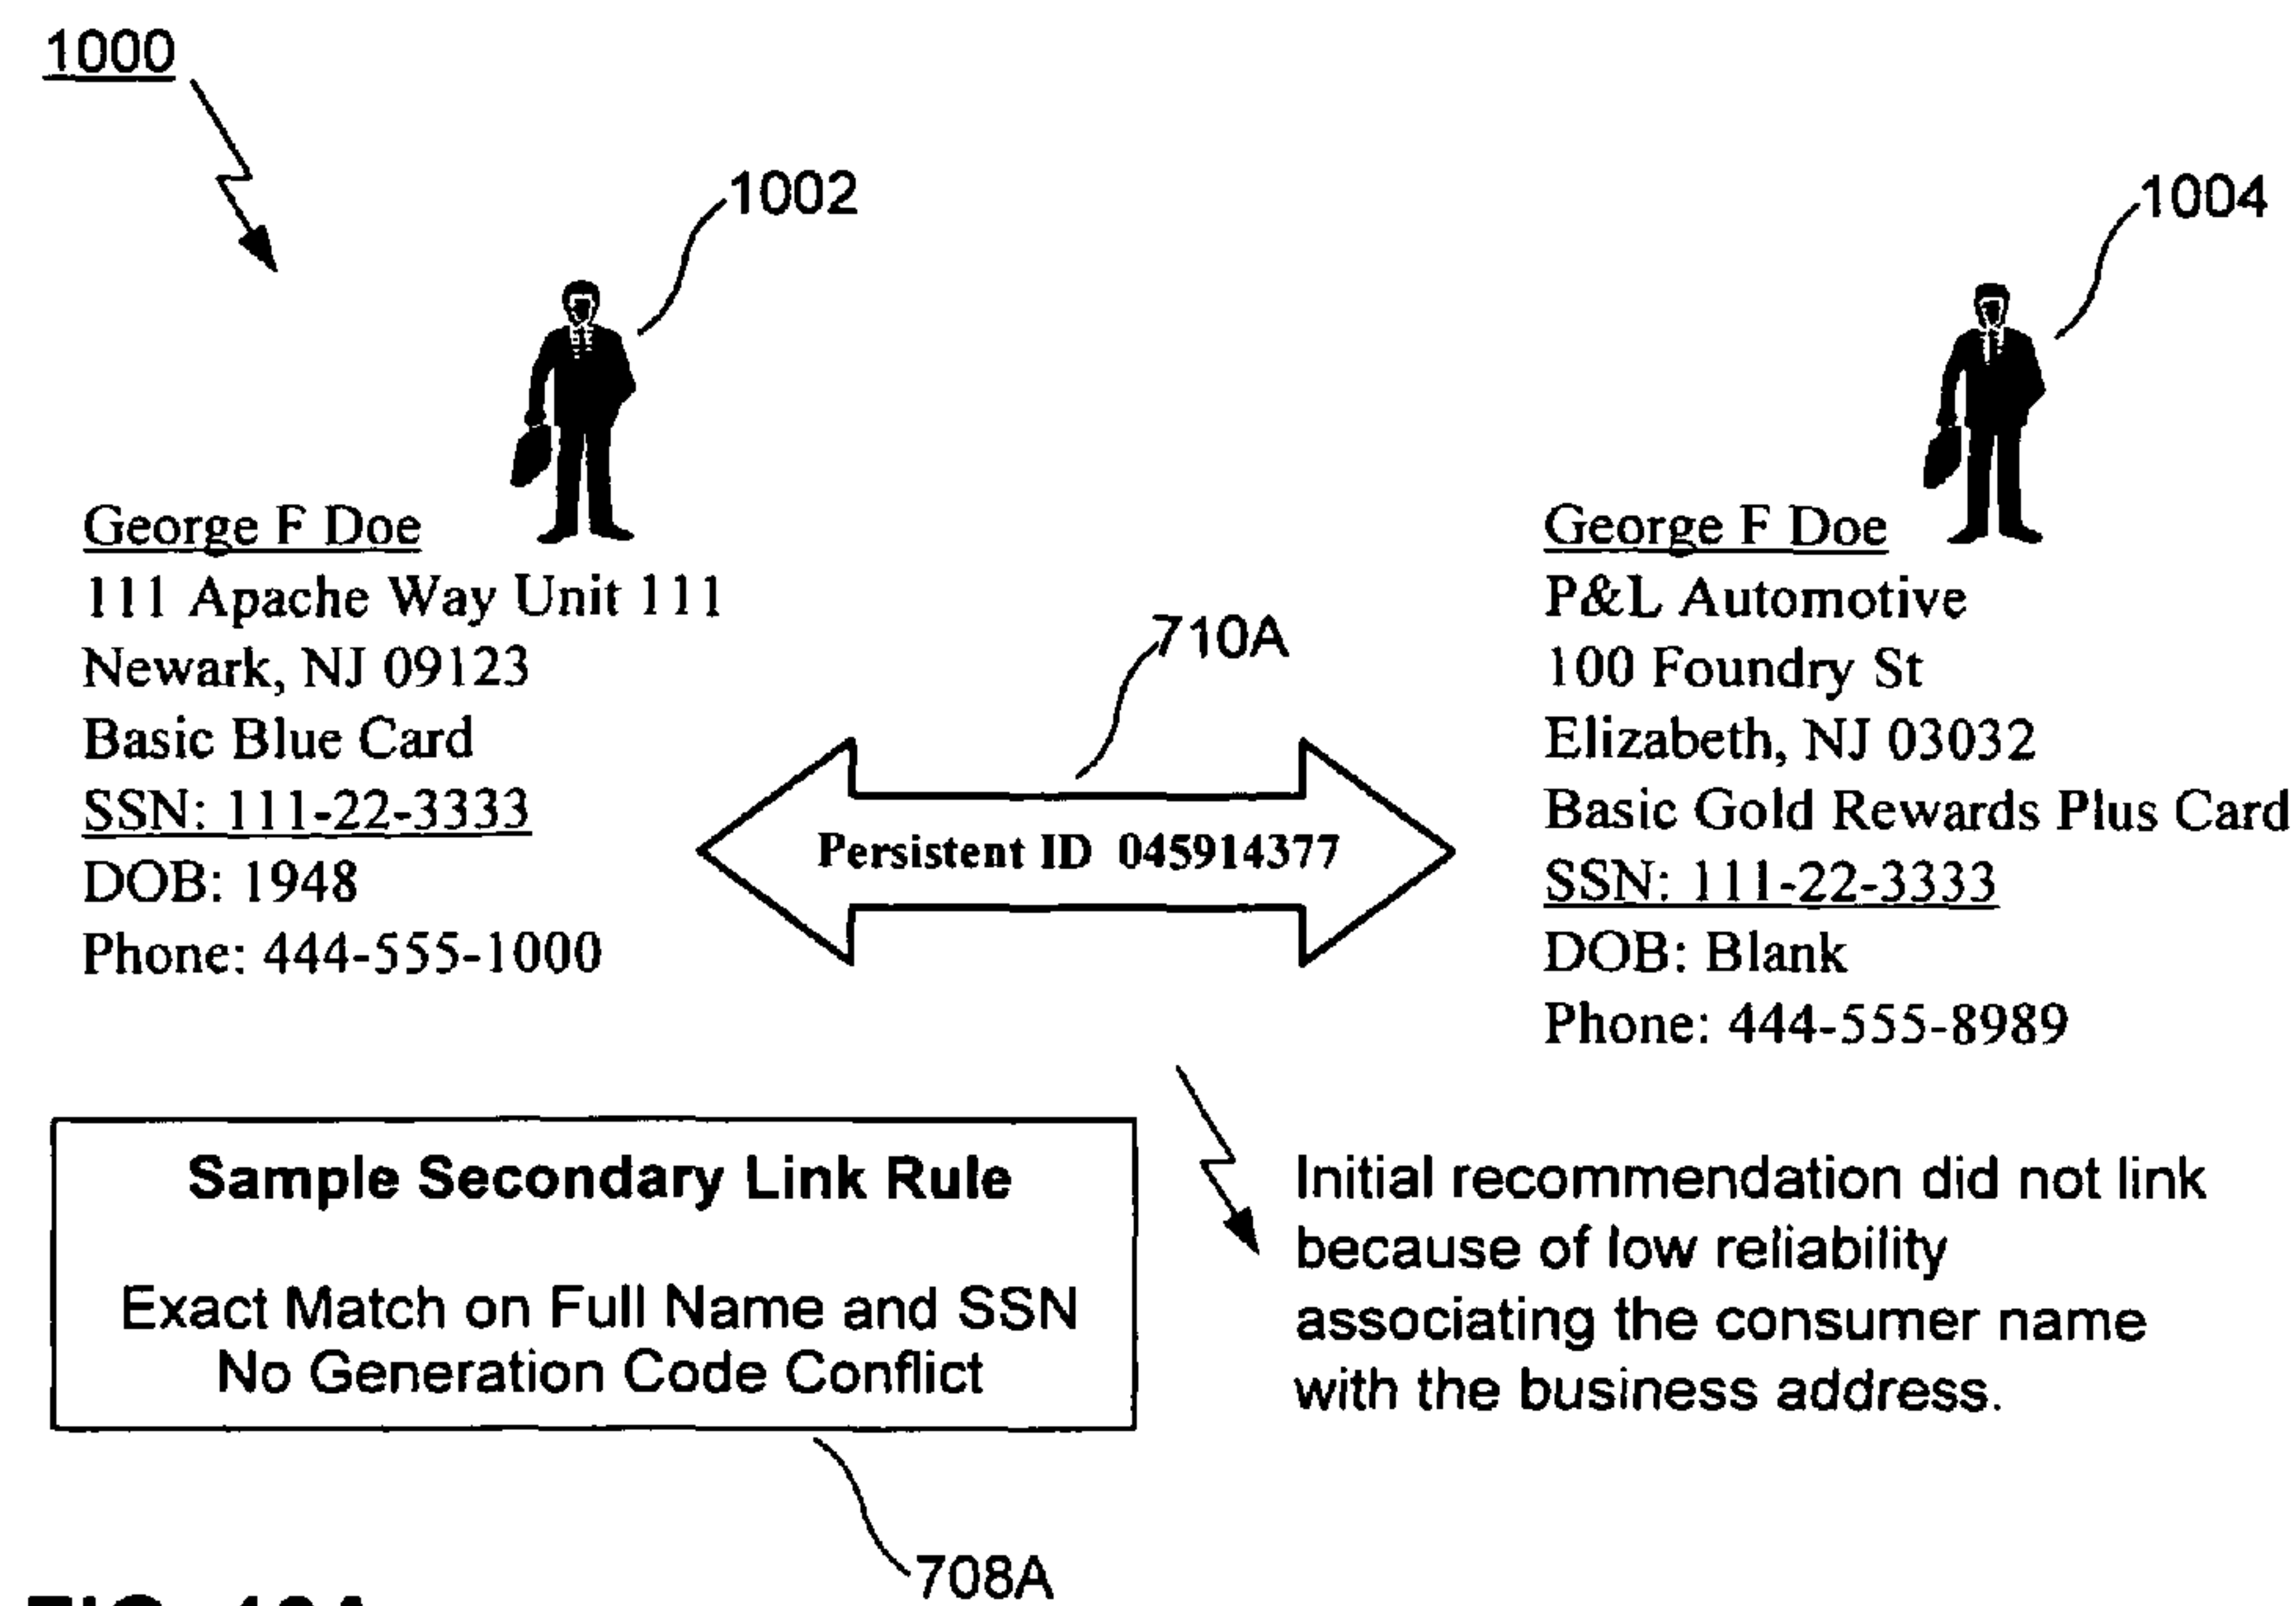 1000
1002
1004
George F Doe
111 Apache Way Unit 111
Newark, NJ 09123
Basic Blue Card
SSN: 111-22-3333
DOB: 1948
Phone: 444-555-1000
710A
Persistent ID 045914377
George F Doe
P&L Automotive
100 Foundry St
Elizabeth, NJ 03032
Basic Gold Rewards Plus Card
SSN: 111-22-3333
DOB: Blank
Phone: 444-555-8989
Sample Secondary Link Rule
Exact Match on Full Name and SSN
No Generation Code Conflict
Initial recommendation did not link
because of low reliability
associating the consumer name
with the business address.
708A